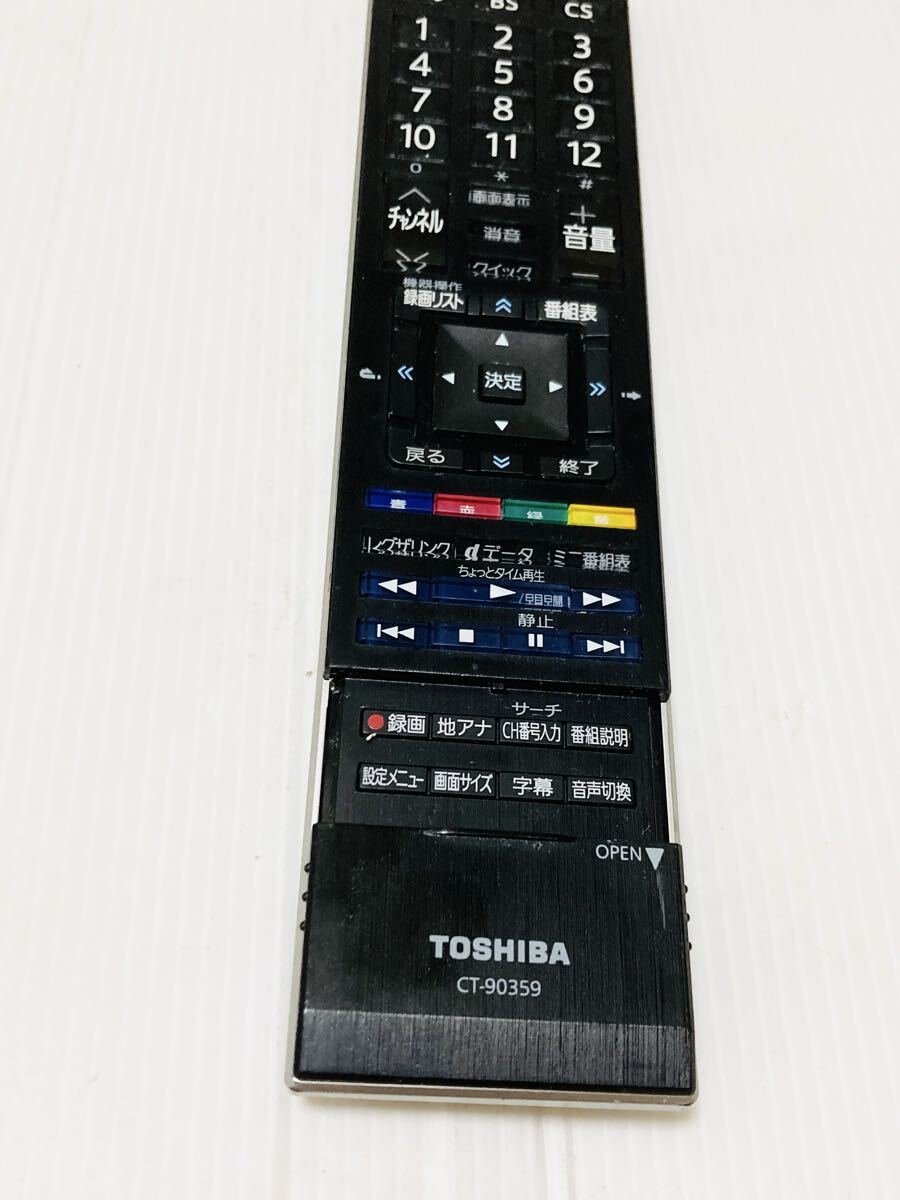 BS CS
1 2 3
4 5 6
7 8 9
10 11 12
0 * #
チャンネル 画面表示 + 音量 −
消音
クイック
機器操作
録画リスト 番組表
決定
戻る 終了
青 赤 緑 黄
レグザリンク dデータ ミニ番組表
ちょっとタイム再生
静止
サーチ
録画 地アナ CH番号入力 番組説明
設定メニュー 画面サイズ 字幕 音声切換
OPEN
TOSHIBA
CT-90359